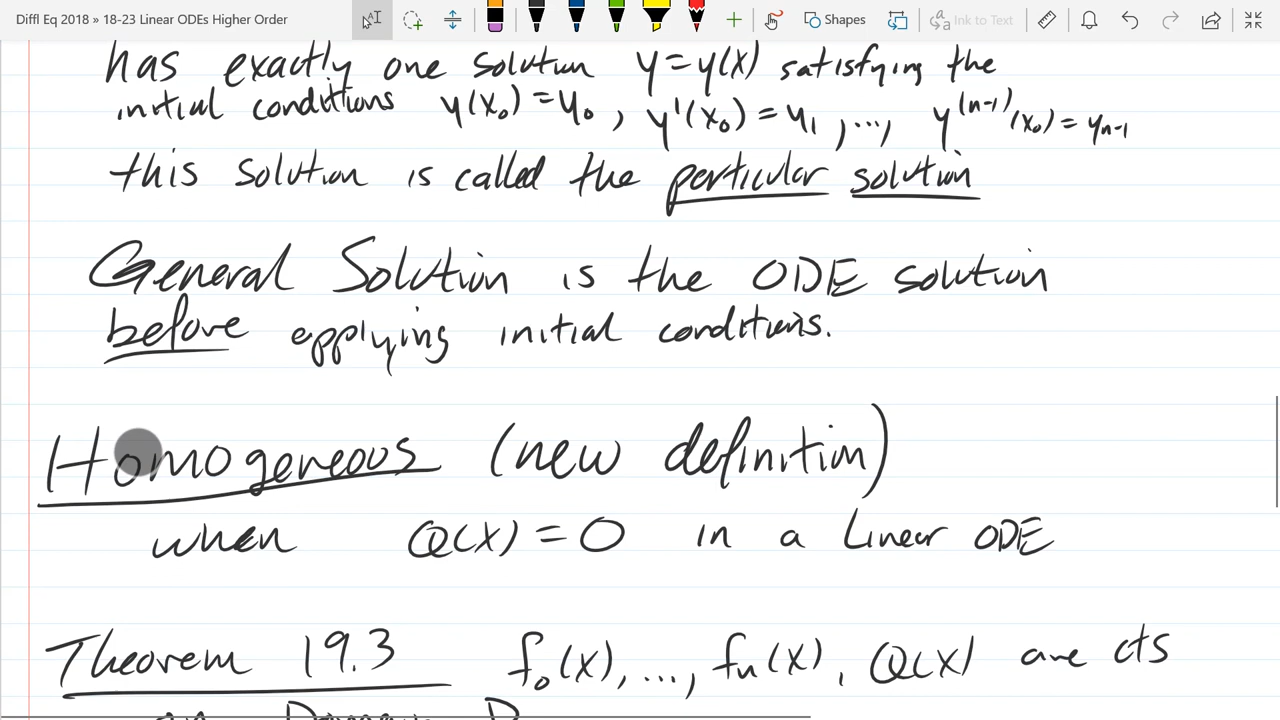 Diffl Eq 2018 » 18-23 Linear ODEs Higher Order
Shapes
Ink to Text
has exactly one solution y=y(x) satisfying the
initial conditions y(x₀)=y₀, y'(x₀)=y₁, ..., y⁽ⁿ⁻¹⁾(x₀)=yₙ₋₁
this solution is called the particular solution
General Solution is the ODE solution
before applying initial conditions.
Homogeneous (new definition)
when Q(x)=0 in a Linear ODE
Theorem 19.3 f₀(x), ..., fₙ(x), Q(x) are cts
on Domain D